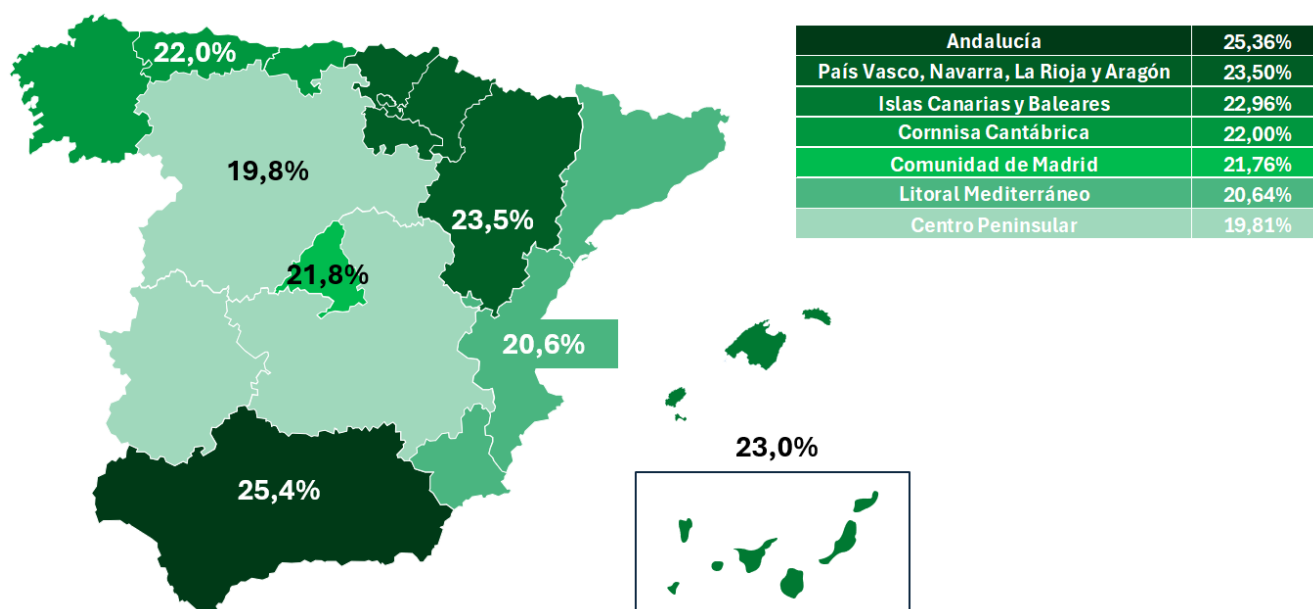 22,0%
19,8%
23,5%
21,8%
20,6%
23,0%
25,4%
Andalucía 25,36%
País Vasco, Navarra, La Rioja y Aragón 23,50%
Islas Canarias y Baleares 22,96%
Cornnisa Cantábrica 22,00%
Comunidad de Madrid 21,76%
Litoral Mediterráneo 20,64%
Centro Peninsular 19,81%